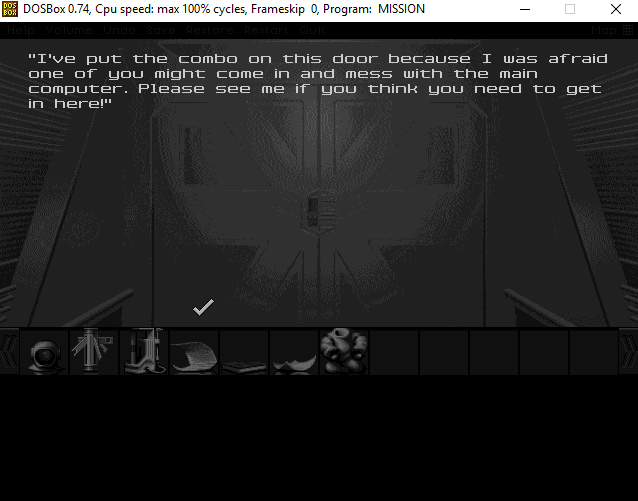 DOSBox 0.74, Cpu speed: max 100% cycles, Frameskip 0, Program: MISSION
Help Volume Undo Save Restore Restart Quit Map
"I've put the combo on this door because I was afraid
one of you might come in and mess with the main
computer. Please see me if you think you need to get
in here!"